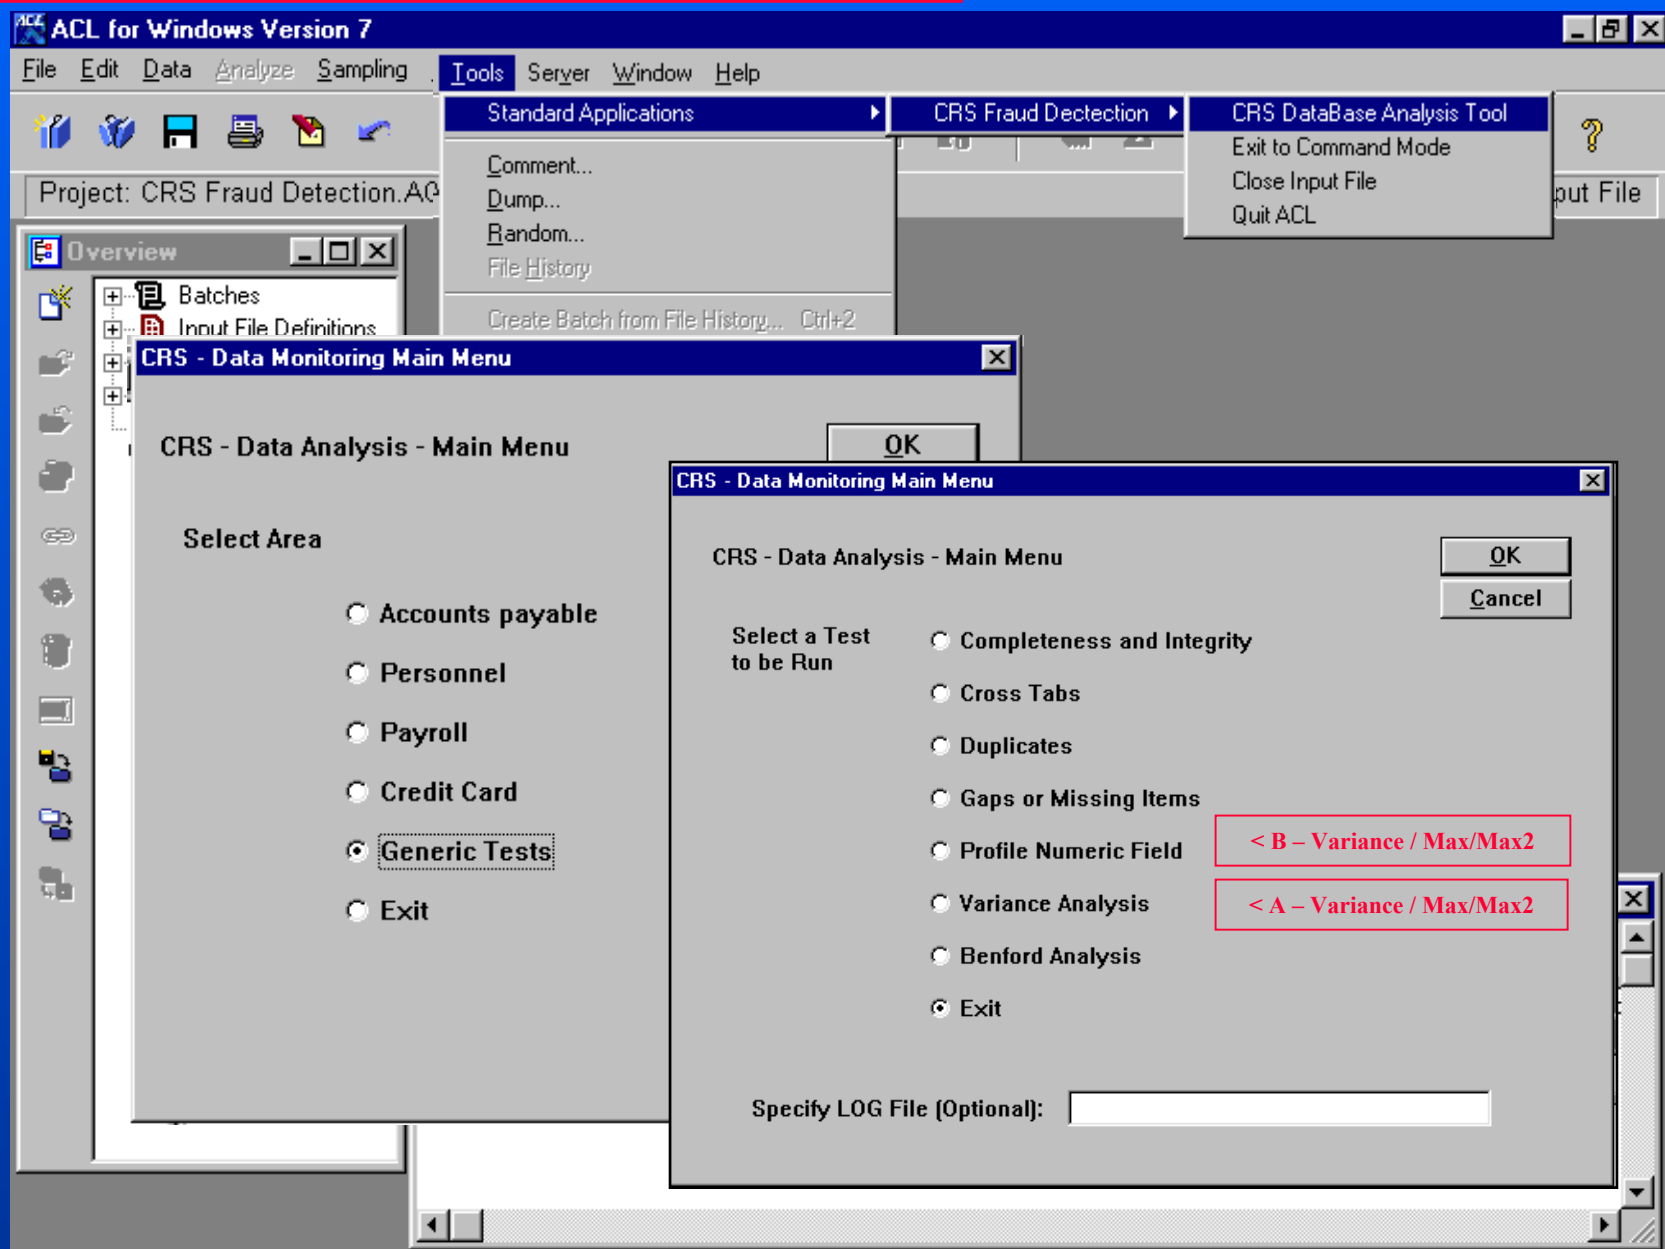 ACL for Windows Version 7
File Edit Data Analyze Sampling Tools Server Window Help
Standard Applications
Comment...
Dump...
Random...
File History
Create Batch from File History... Ctrl+2
CRS Fraud Dectection
CRS DataBase Analysis Tool
Exit to Command Mode
Close Input File
Quit ACL
Project: CRS Fraud Detection.AC
put File
Overview
Batches
Input File Definitions
CRS - Data Monitoring Main Menu
CRS - Data Analysis - Main Menu
OK
Select Area
Accounts payable
Personnel
Payroll
Credit Card
Generic Tests
Exit
CRS - Data Monitoring Main Menu
CRS - Data Analysis - Main Menu
OK
Cancel
Select a Test
to be Run
Completeness and Integrity
Cross Tabs
Duplicates
Gaps or Missing Items
Profile Numeric Field
< B – Variance / Max/Max2
Variance Analysis
< A – Variance / Max/Max2
Benford Analysis
Exit
Specify LOG File (Optional):